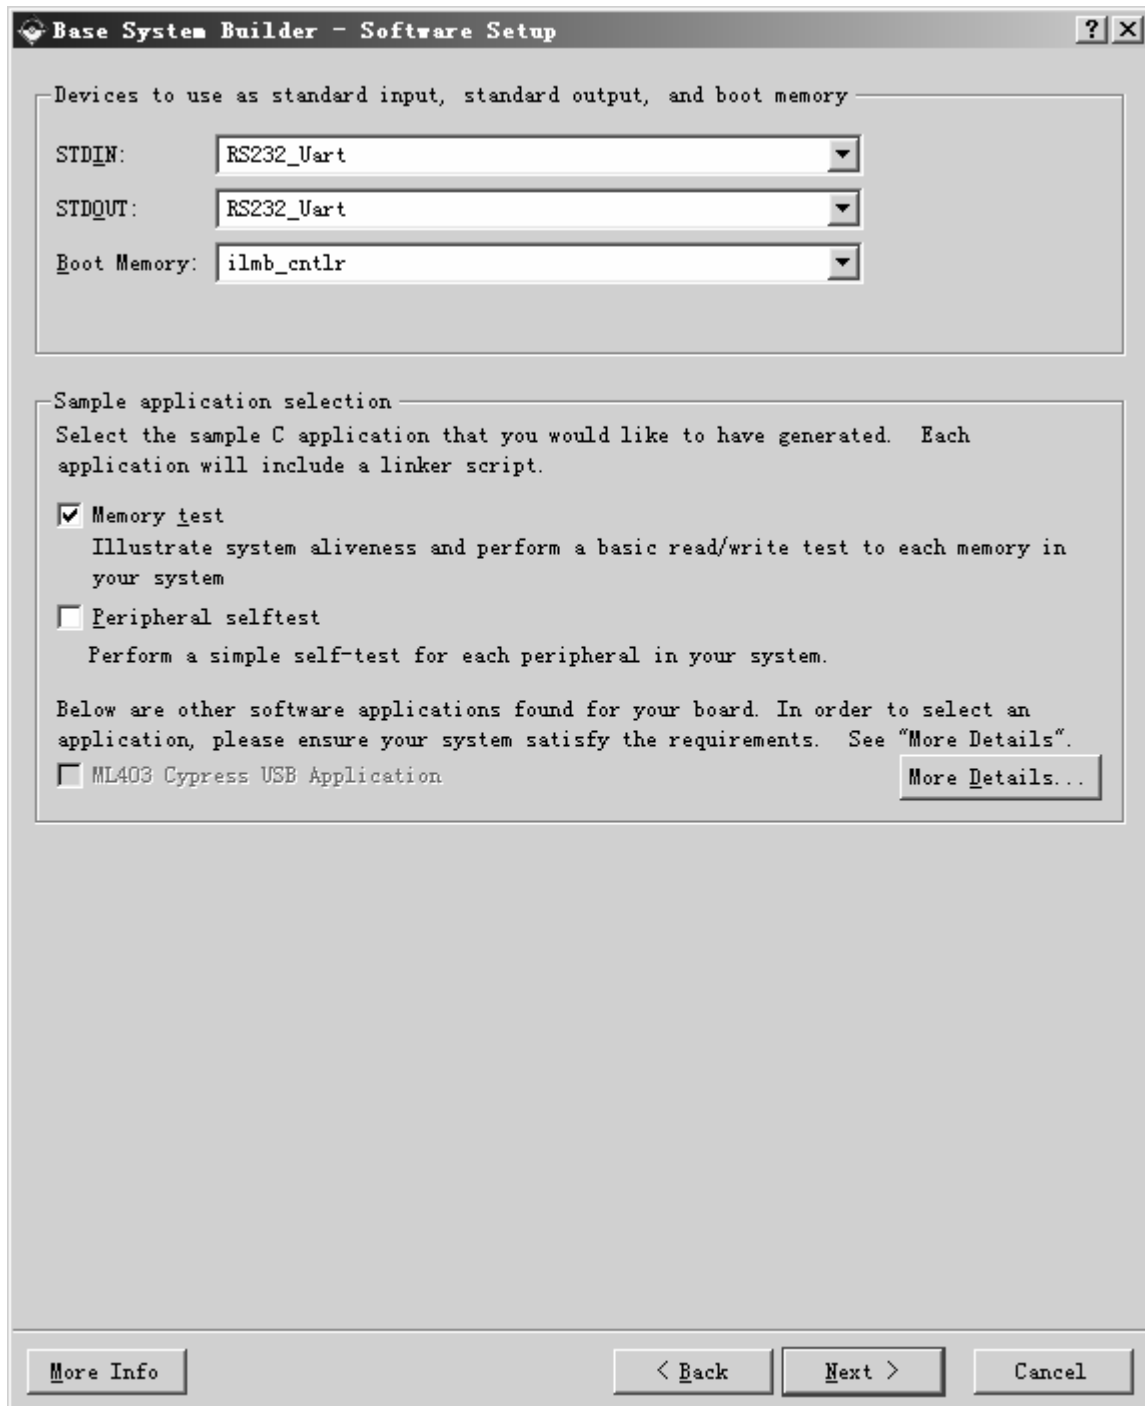 Base System Builder - Software Setup
Devices to use as standard input, standard output, and boot memory
STDIN: RS232_Uart
STDOUT: RS232_Uart
Boot Memory: ilmb_cntlr
Sample application selection
Select the sample C application that you would like to have generated. Each
application will include a linker script.
Memory test
Illustrate system aliveness and perform a basic read/write test to each memory in
your system
Peripheral selftest
Perform a simple self-test for each peripheral in your system.
Below are other software applications found for your board. In order to select an
application, please ensure your system satisfy the requirements. See "More Details".
ML403 Cypress USB Application More Details...
More Info < Back Next > Cancel